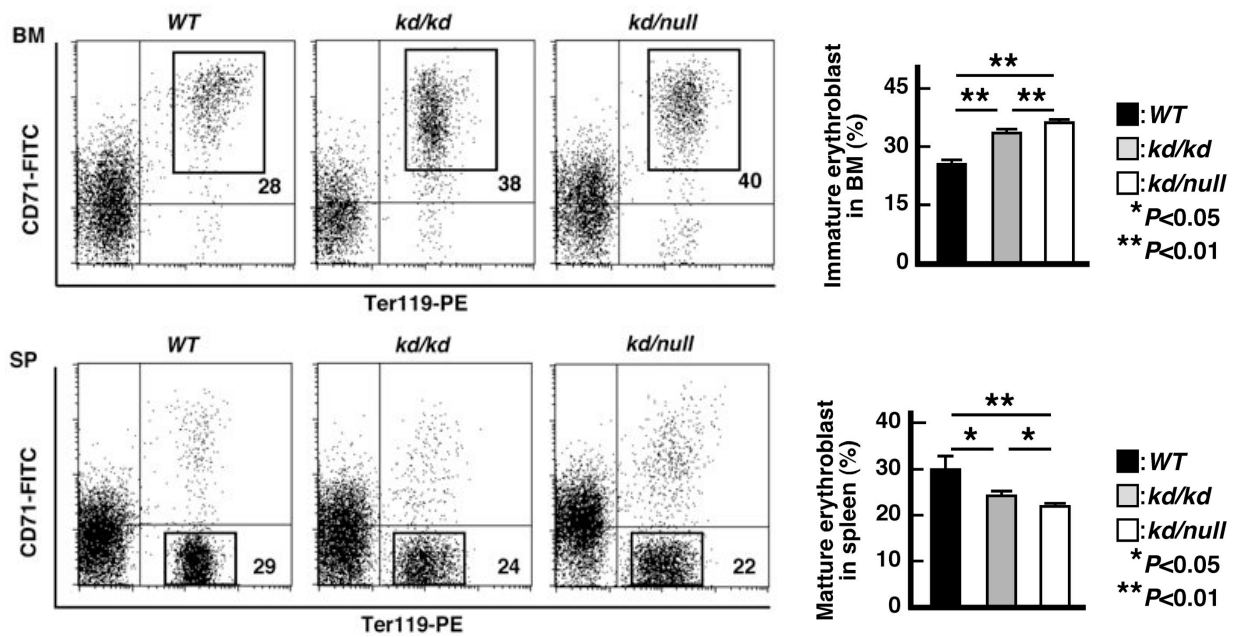 BM
WT
kd/kd
kd/null
CD71-FITC
28
38
40
Ter119-PE
Immature erythroblast
in BM (%)
45
30
15
0
**
** **
:WT
:kd/kd
:kd/null
*P<0.05
**P<0.01
SP
WT
kd/kd
kd/null
CD71-FITC
29
24
22
Ter119-PE
Matture erythroblast
in spleen (%)
40
30
20
10
0
**
* *
:WT
:kd/kd
:kd/null
*P<0.05
**P<0.01